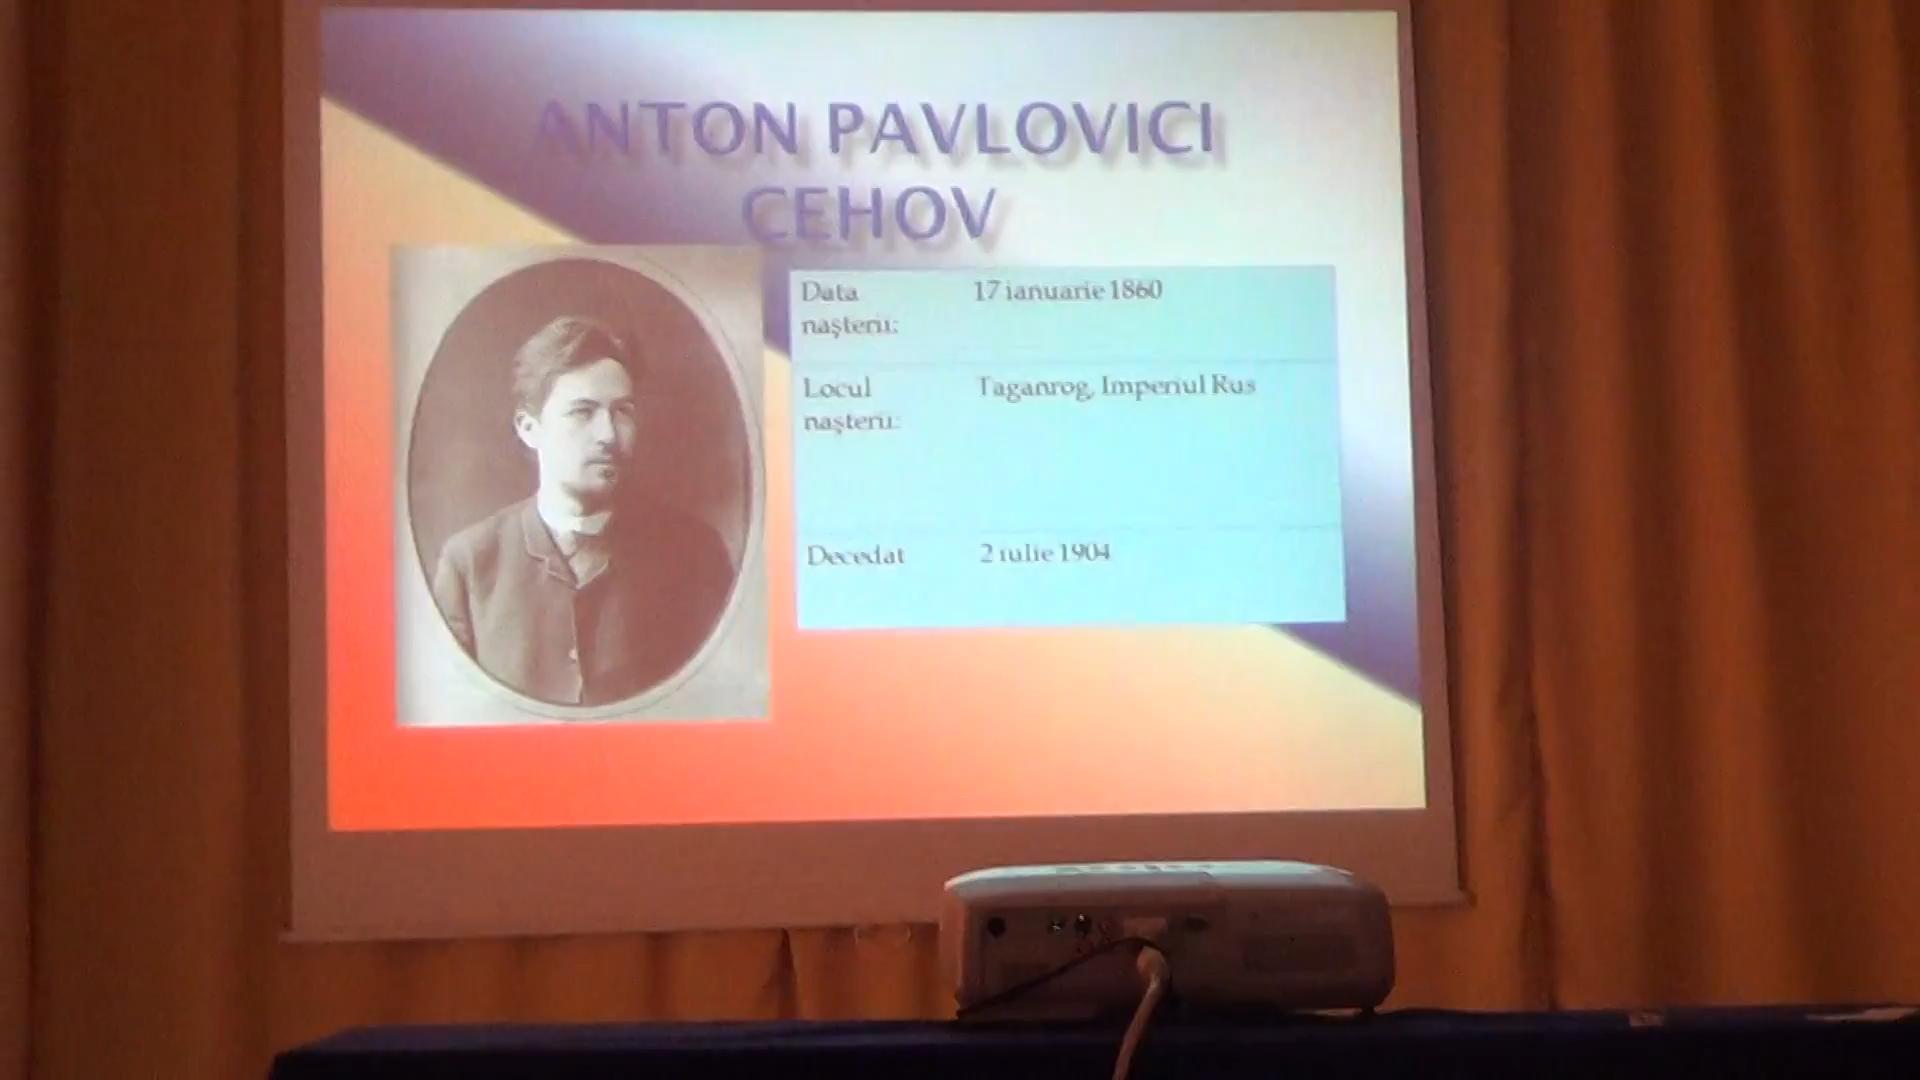 ANTON PAVLOVICI
CEHOV
Data 17 ianuarie 1860
nașterii:
Locul Taganrog, Imperiul Rus
nașterii:
Decedat 2 iulie 1904